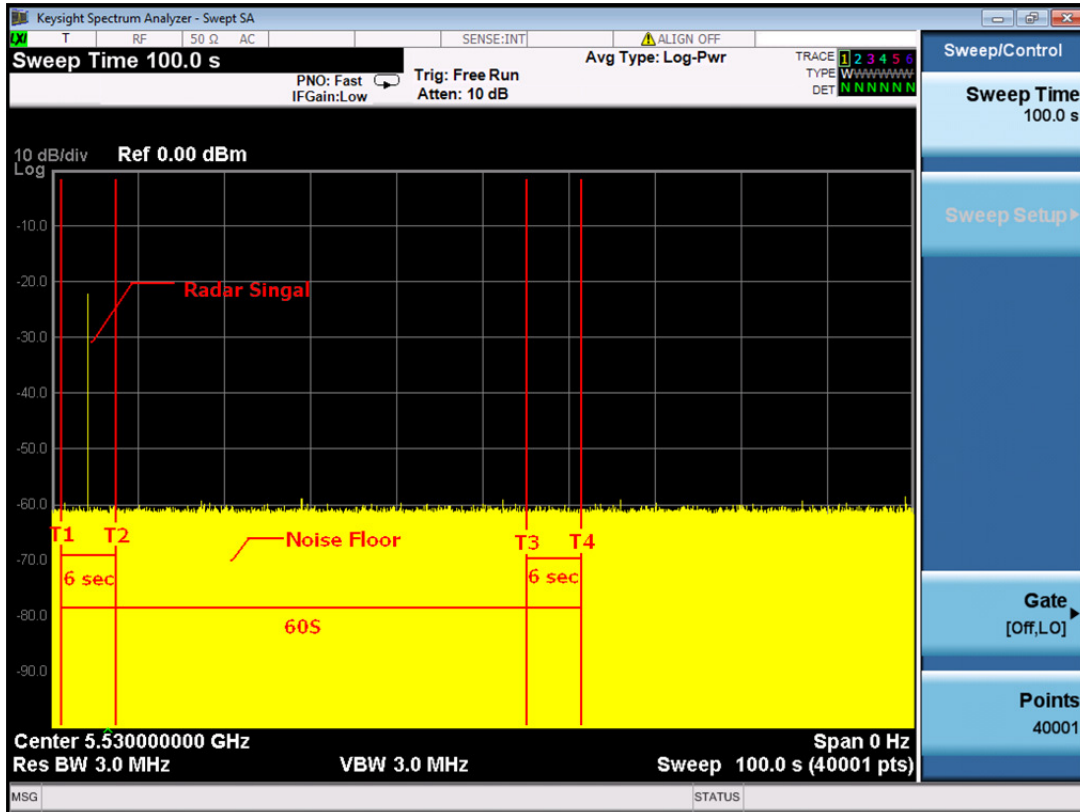 Keysight Spectrum Analyzer - Swept SA
LXI T RF 50 Ω AC SENSE:INT ALIGN OFF
Sweep Time 100.0 s
PNO: Fast
IFGain:Low
Trig: Free Run
Atten: 10 dB
Avg Type: Log-Pwr
TRACE 1 2 3 4 5 6
TYPE WWWWWW
DET N N N N N N
Sweep/Control
Sweep Time
100.0 s
Sweep Setup
Gate
[Off,LO]
Points
40001
10 dB/div Ref 0.00 dBm
Log
-10.0
-20.0
-30.0
-40.0
-50.0
-60.0
-70.0
-80.0
-90.0
Radar Singal
T1 T2 T3 T4
Noise Floor
6 sec 6 sec
60S
Center 5.530000000 GHz Span 0 Hz
Res BW 3.0 MHz VBW 3.0 MHz Sweep 100.0 s (40001 pts)
MSG STATUS